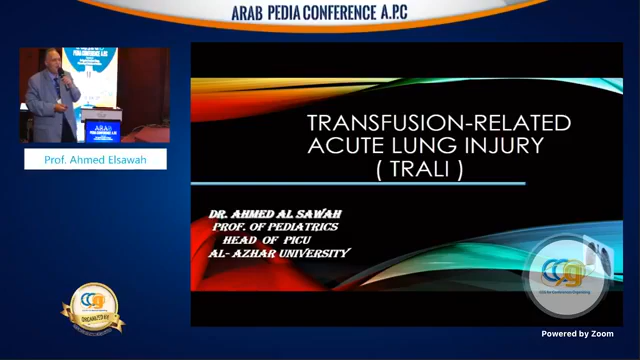 ARAB PEDIA CONFERENCE A.P.C
Prof. Ahmed Elsawah
TRANSFUSION-RELATED
ACUTE LUNG INJURY
( TRALI )
DR. AHMED AL SAWAH
PROF. OF PEDIATRICS
HEAD OF PICU
AL- AZHAR UNIVERSITY
Powered by Zoom